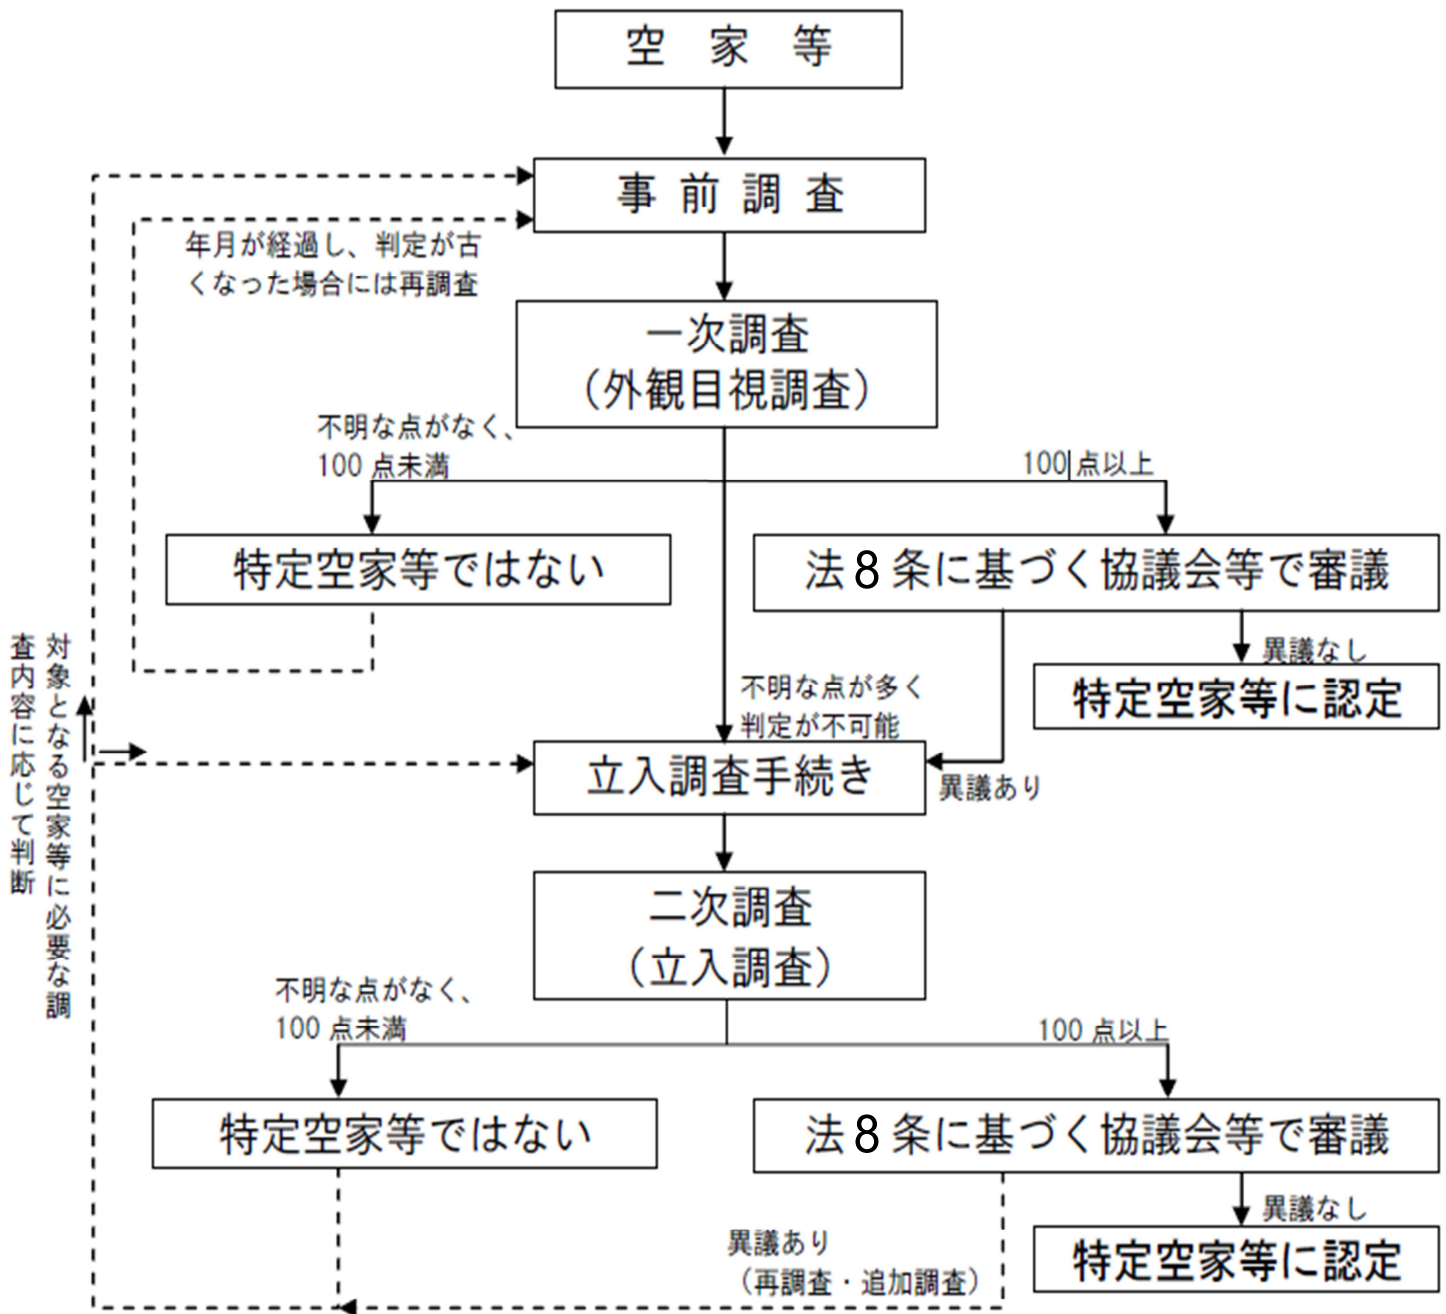 空家等
事前調査
年月が経過し、判定が古
くなった場合には再調査
一次調査
（外観目視調査）
不明な点がなく、
100 点未満
100 点以上
特定空家等ではない
法８条に基づく協議会等で審議
異議なし
特定空家等に認定
不明な点が多く
判定が不可能
立入調査手続き
異議あり
対象となる空家等に必要な調
査内容に応じて判断
二次調査
（立入調査）
不明な点がなく、
100 点未満
100 点以上
特定空家等ではない
法８条に基づく協議会等で審議
異議なし
特定空家等に認定
異議あり
（再調査・追加調査）